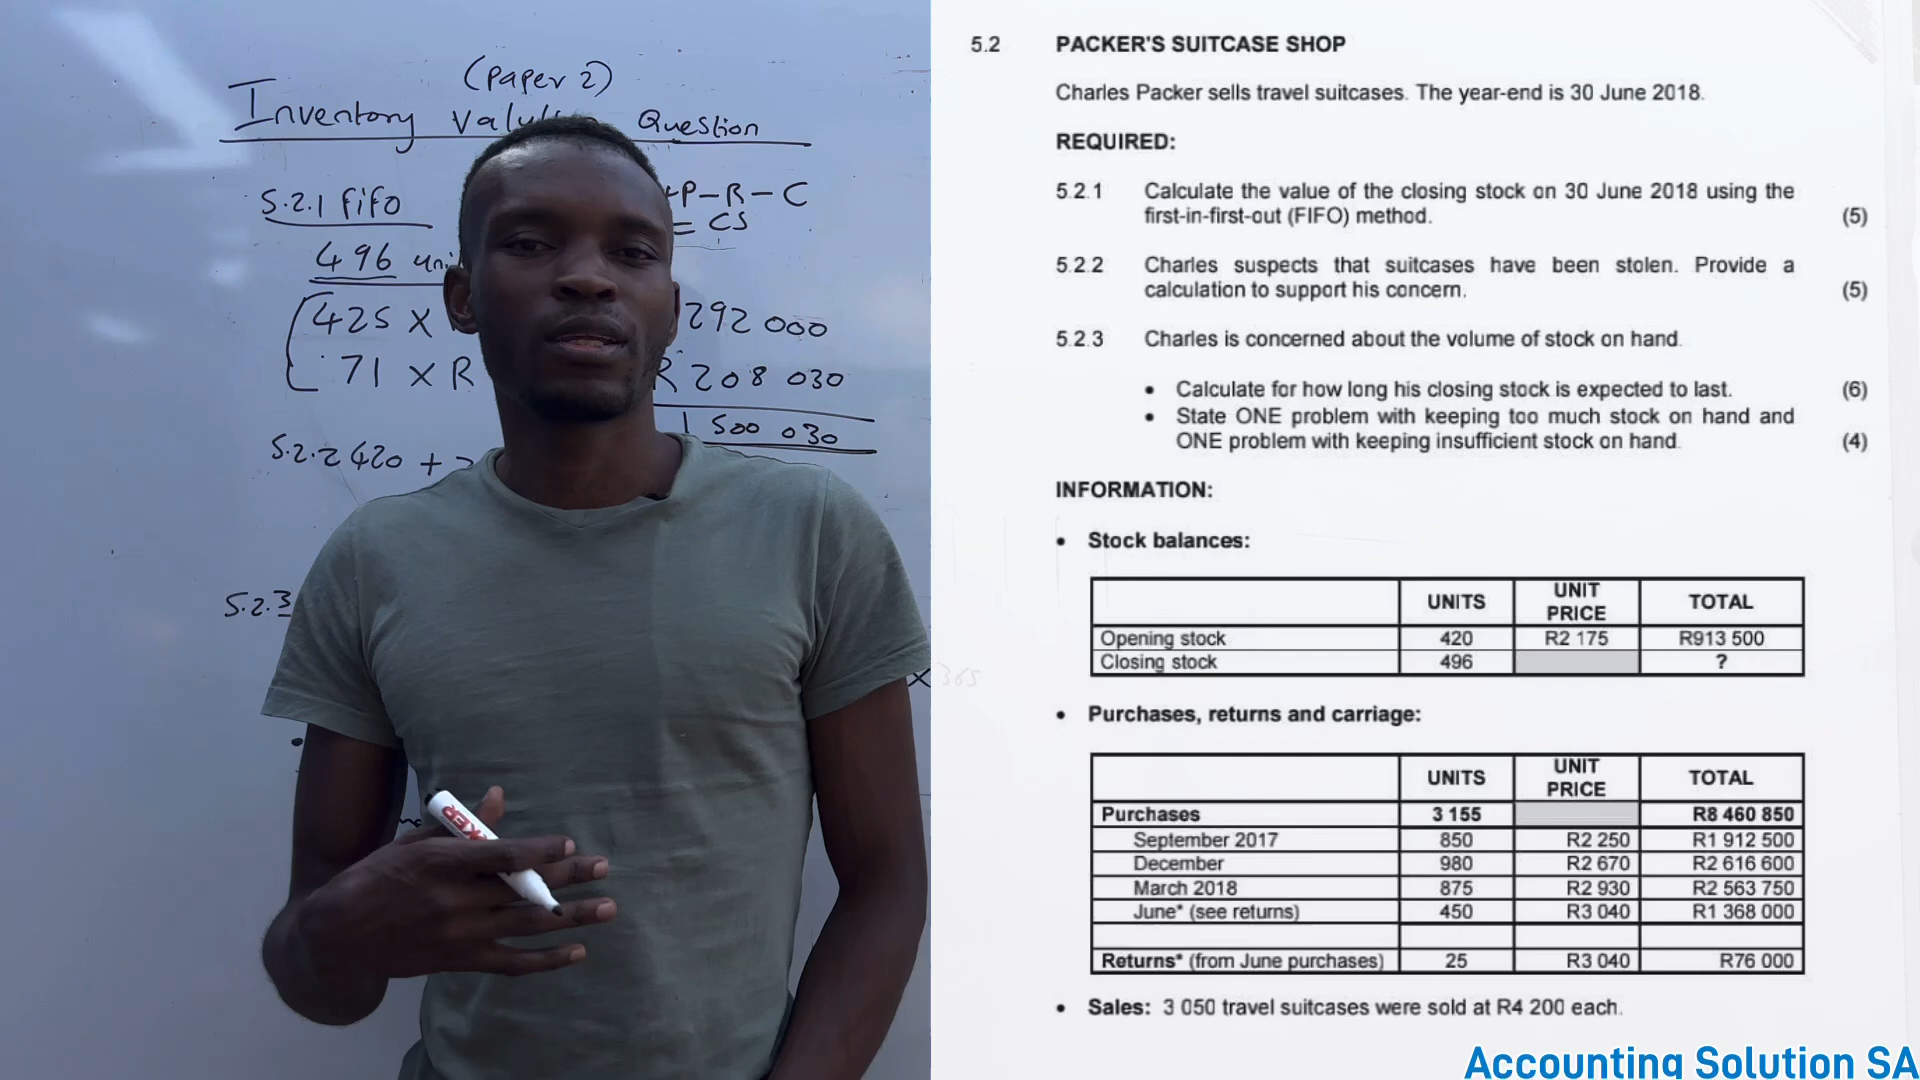 (Paper 2)
Inventory Question
5.2.1 fifo
+P-R-C
= CS
496
425 X
292 000
71 X R
R 208 030
1 500 030
5.2.2 420 +
5.2.3
X 365
5.2 PACKER'S SUITCASE SHOP
Charles Packer sells travel suitcases. The year-end is 30 June 2018.
REQUIRED:
5.2.1 Calculate the value of the closing stock on 30 June 2018 using the
first-in-first-out (FIFO) method. (5)
5.2.2 Charles suspects that suitcases have been stolen. Provide a
calculation to support his concern. (5)
5.2.3 Charles is concerned about the volume of stock on hand.
• Calculate for how long his closing stock is expected to last. (6)
• State ONE problem with keeping too much stock on hand and
ONE problem with keeping insufficient stock on hand. (4)
INFORMATION:
• Stock balances:
UNITS UNIT PRICE TOTAL
Opening stock 420 R2 175 R913 500
Closing stock 496 ?
• Purchases, returns and carriage:
UNITS UNIT PRICE TOTAL
Purchases 3 155 R8 460 850
September 2017 850 R2 250 R1 912 500
December 980 R2 670 R2 616 600
March 2018 875 R2 930 R2 563 750
June* (see returns) 450 R3 040 R1 368 000
Returns* (from June purchases) 25 R3 040 R76 000
• Sales: 3 050 travel suitcases were sold at R4 200 each.
Accounting Solution SA